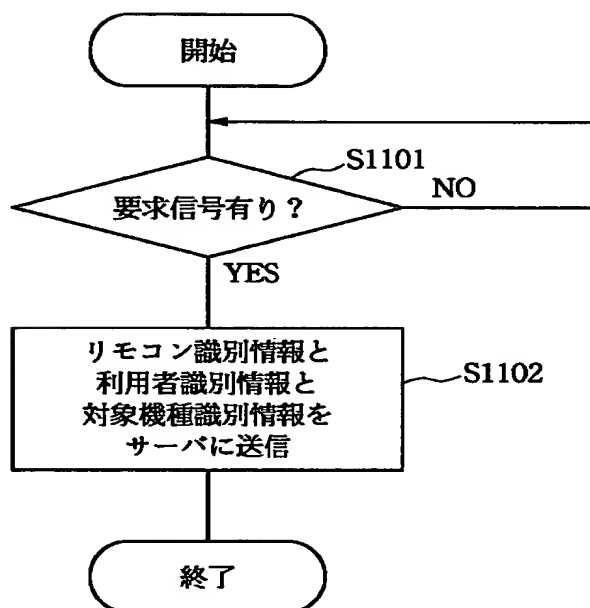 開始
S1101
要求信号有り?
NO
YES
リモコン識別情報と
利用者識別情報と
対象機種識別情報を
サーバに送信
S1102
終了